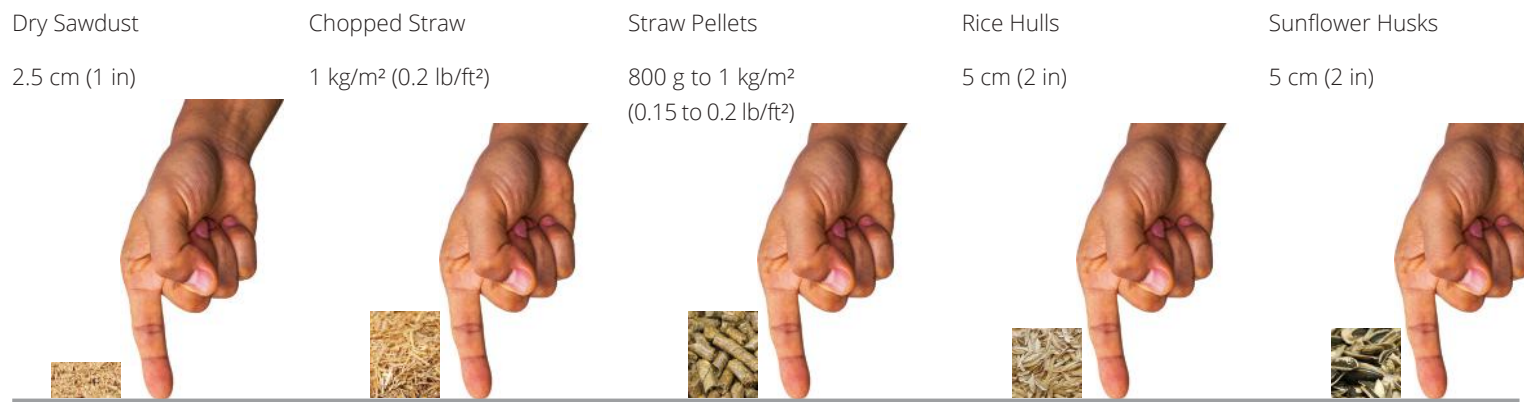 Dry Sawdust
2.5 cm (1 in)
Chopped Straw
1 kg/m² (0.2 lb/ft²)
Straw Pellets
800 g to 1 kg/m²
(0.15 to 0.2 lb/ft²)
Rice Hulls
5 cm (2 in)
Sunflower Husks
5 cm (2 in)